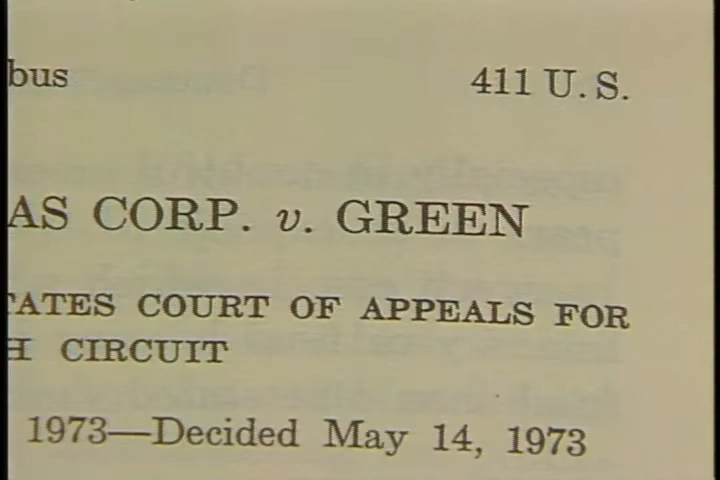 bus 411 U.S.
AS CORP. v. GREEN
TATES COURT OF APPEALS FOR
H CIRCUIT
1973—Decided May 14, 1973